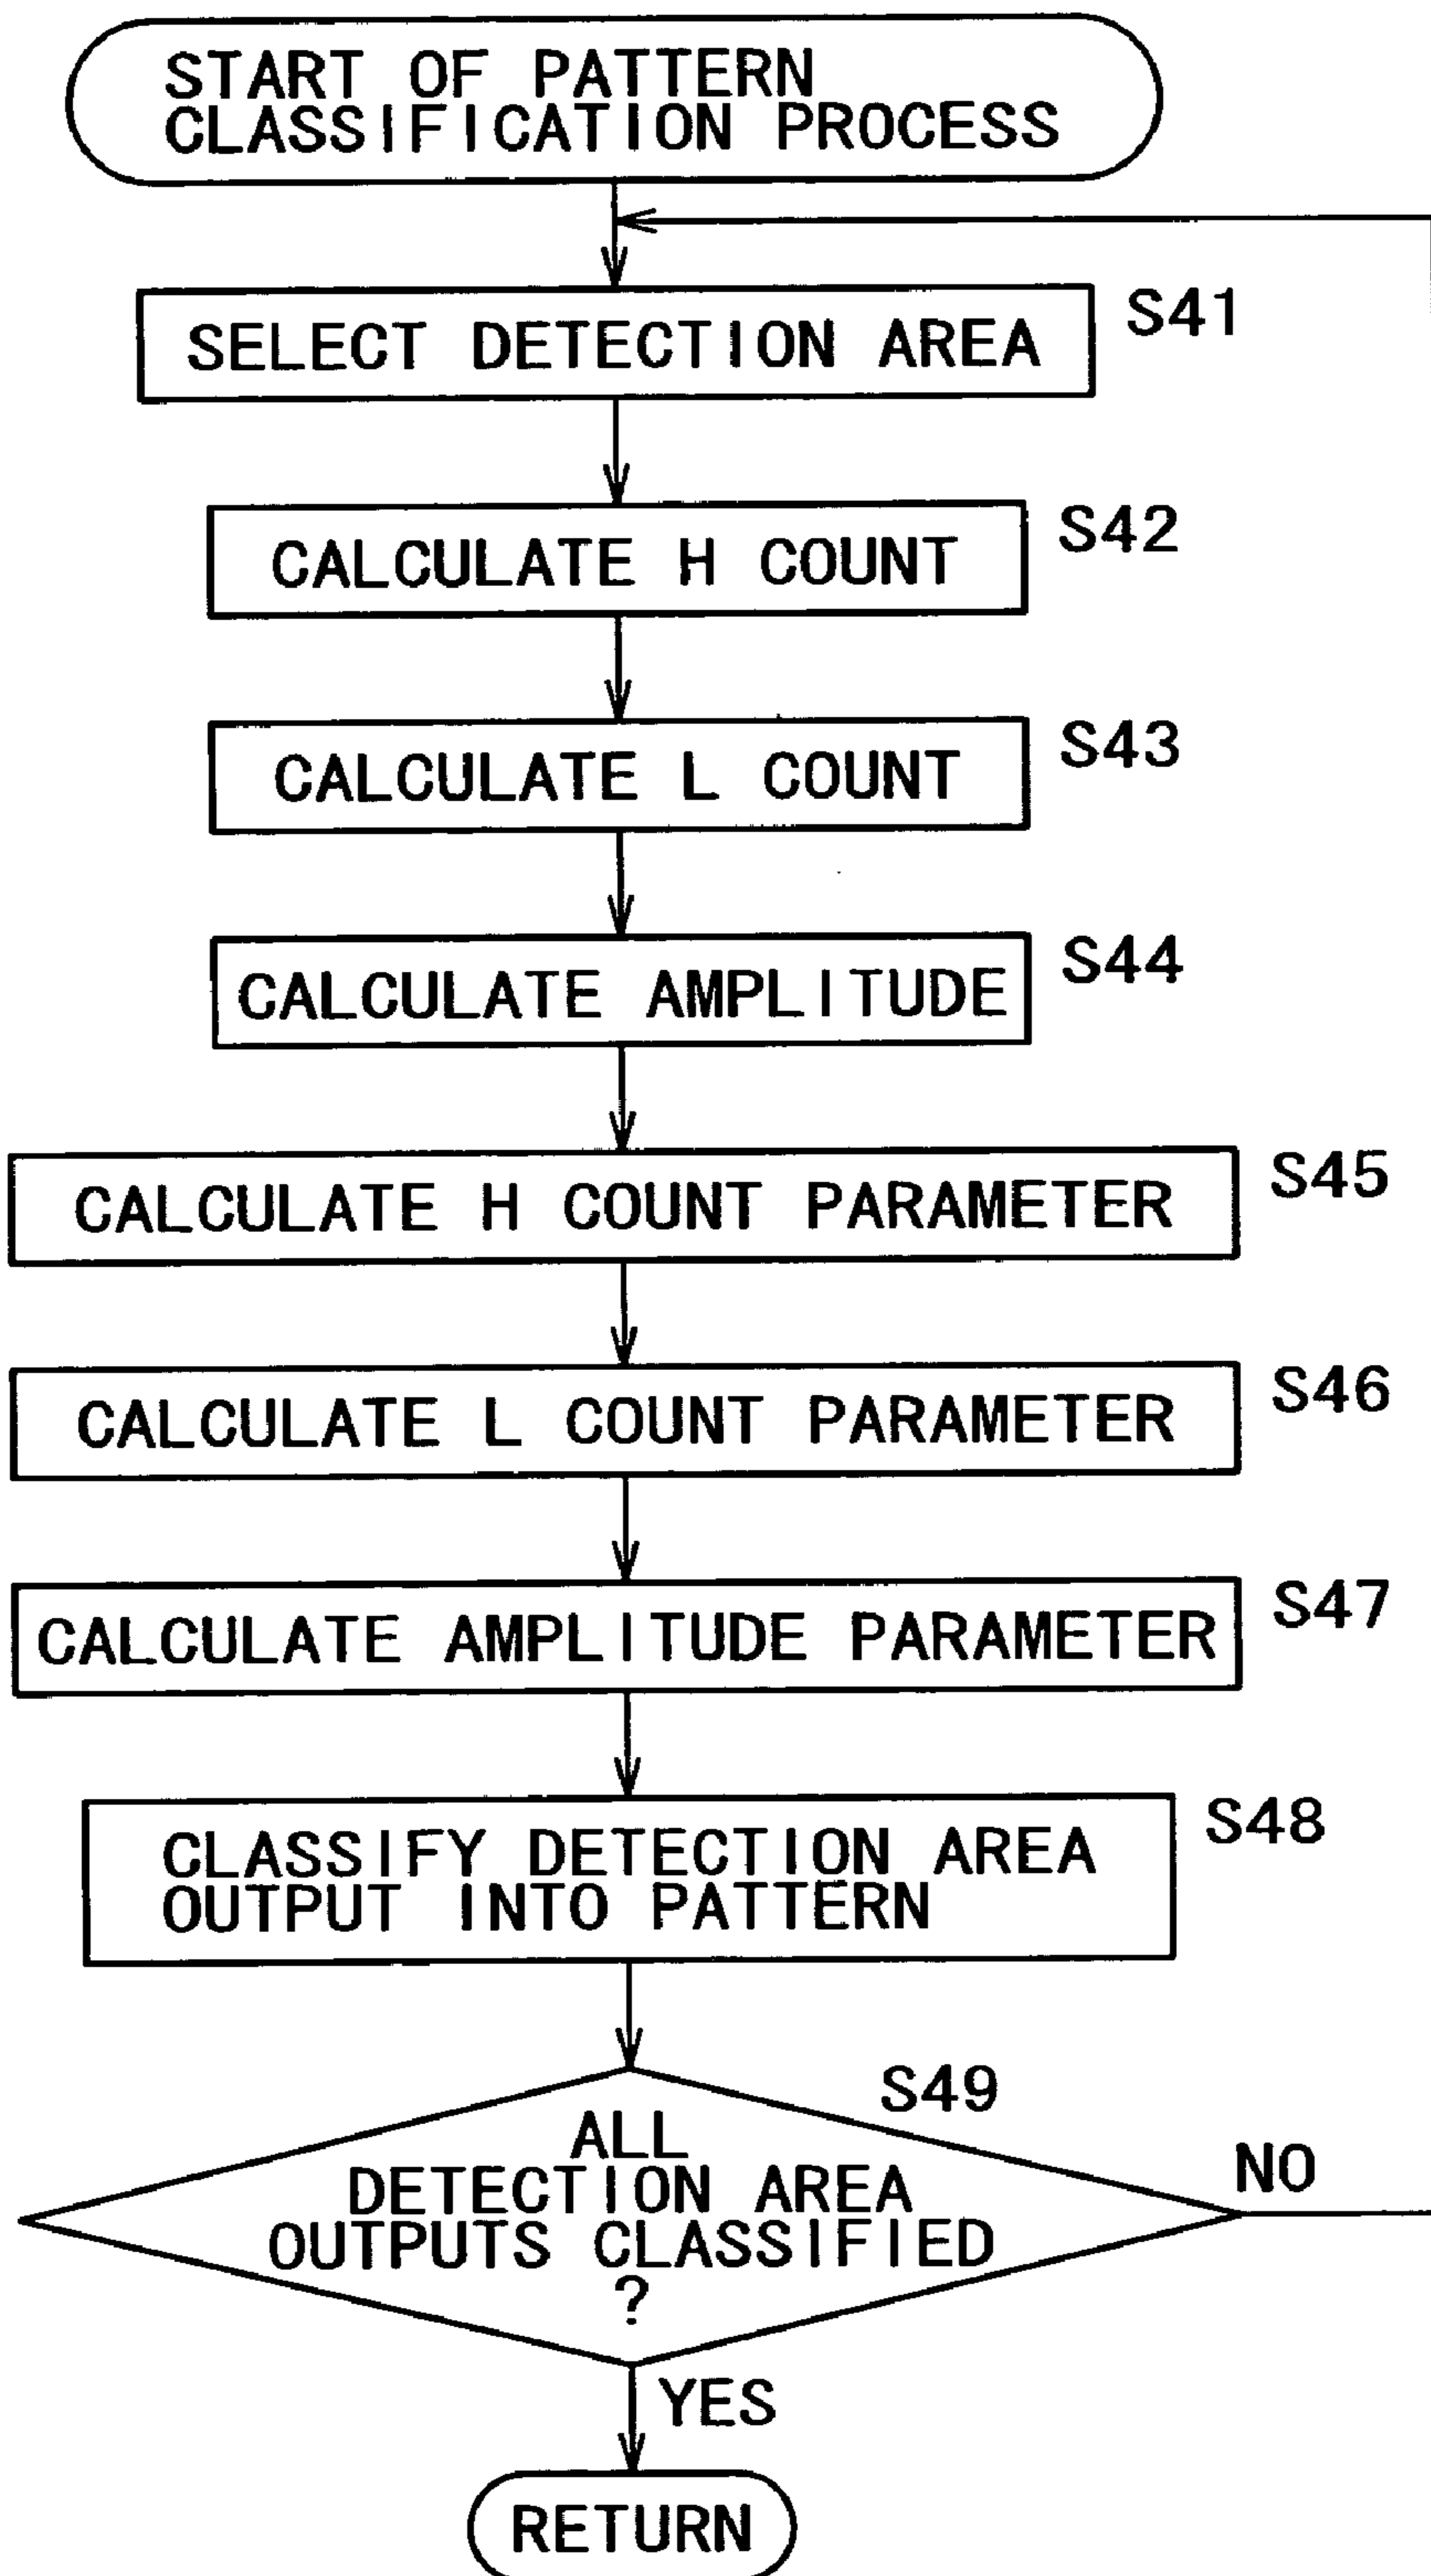 START OF PATTERN
CLASSIFICATION PROCESS
SELECT DETECTION AREA
S41
CALCULATE H COUNT
S42
CALCULATE L COUNT
S43
CALCULATE AMPLITUDE
S44
CALCULATE H COUNT PARAMETER
S45
CALCULATE L COUNT PARAMETER
S46
CALCULATE AMPLITUDE PARAMETER
S47
CLASSIFY DETECTION AREA
OUTPUT INTO PATTERN
S48
S49
ALL
DETECTION AREA
OUTPUTS CLASSIFIED
?
NO
YES
RETURN